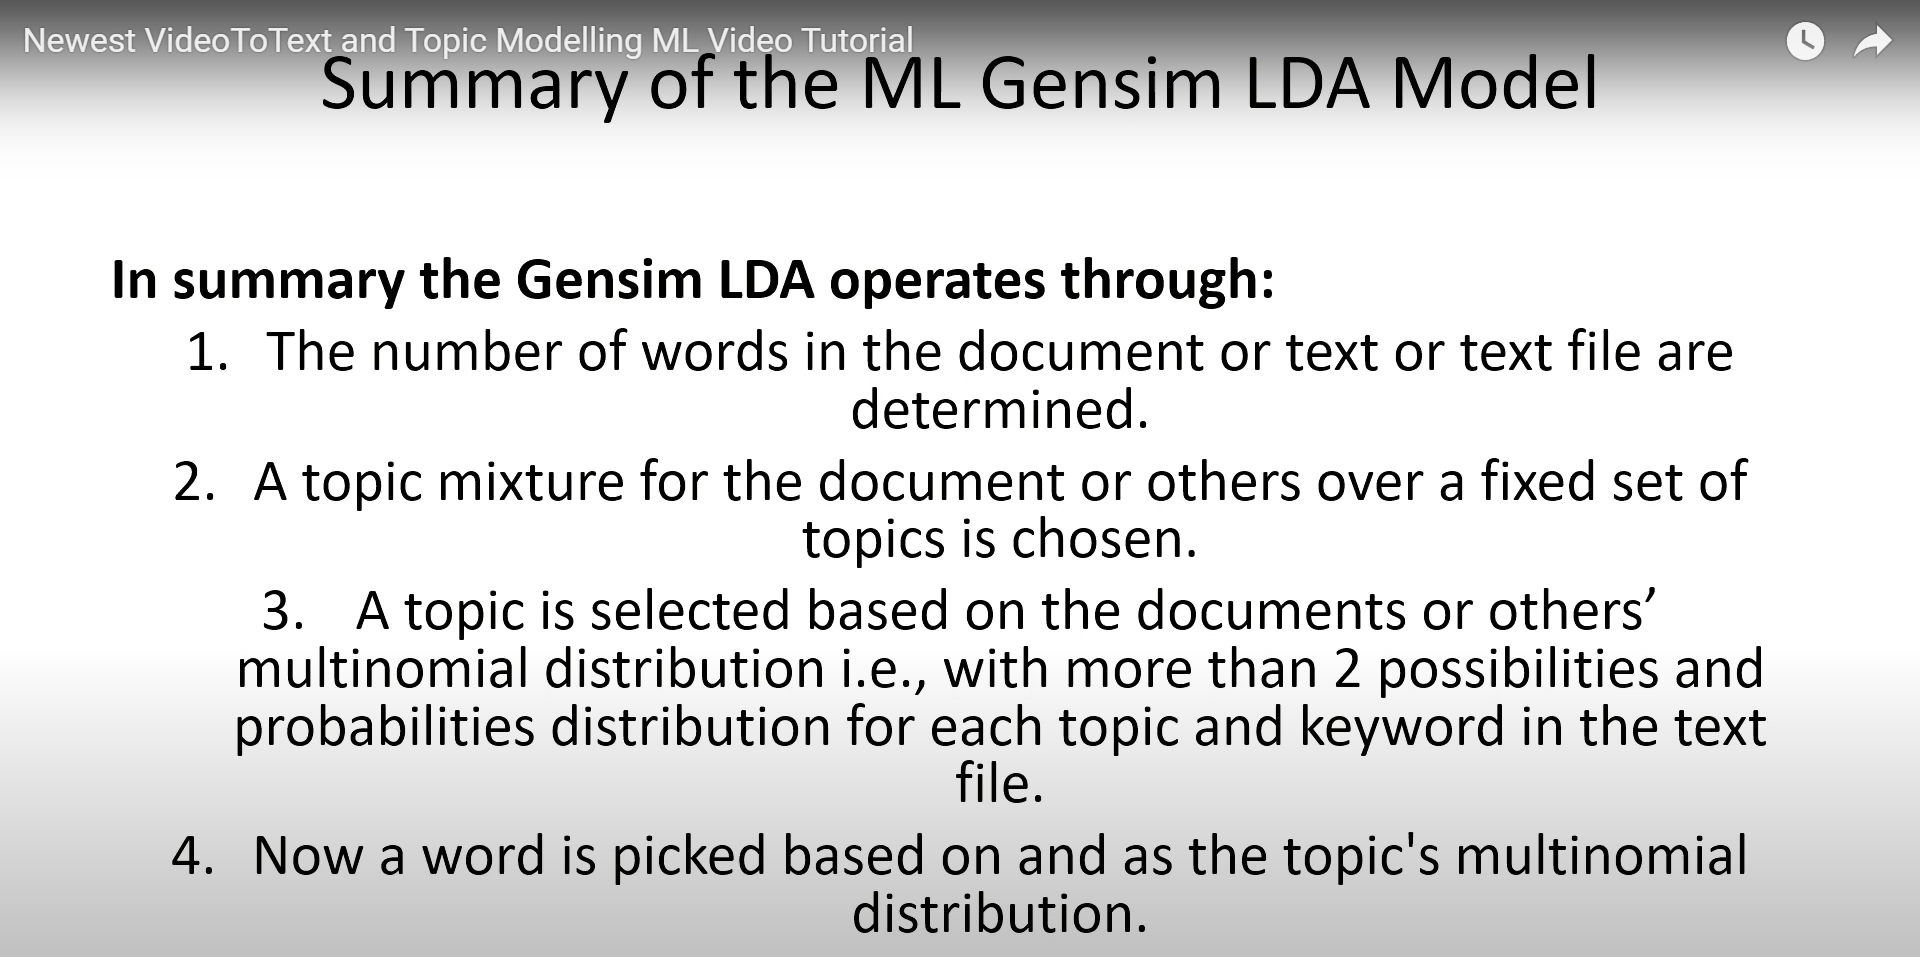 Newest VideoToText and Topic Modelling ML Video Tutorial
Summary of the ML Gensim LDA Model
In summary the Gensim LDA operates through:
1. The number of words in the document or text or text file are
determined.
2. A topic mixture for the document or others over a fixed set of
topics is chosen.
3. A topic is selected based on the documents or others’
multinomial distribution i.e., with more than 2 possibilities and
probabilities distribution for each topic and keyword in the text
file.
4. Now a word is picked based on and as the topic's multinomial
distribution.